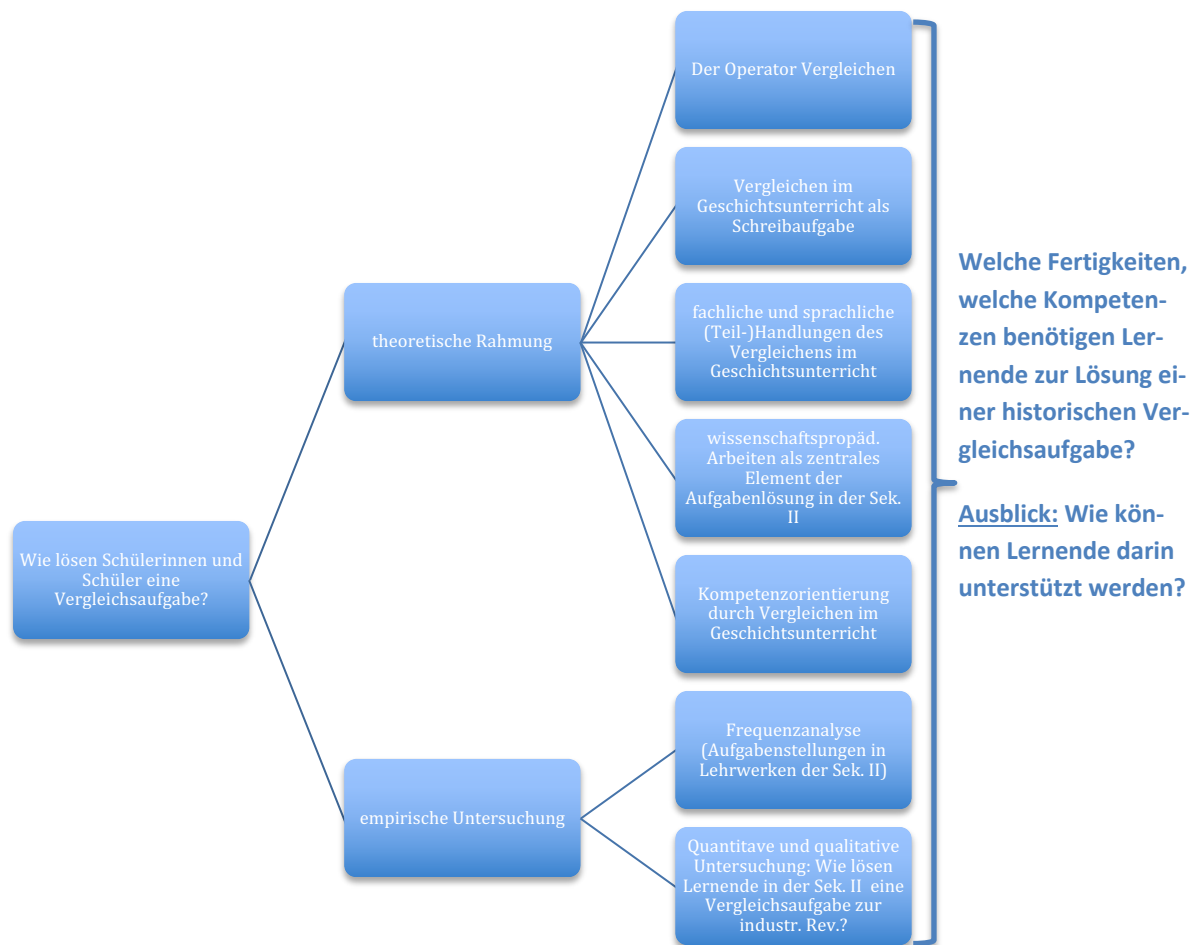 Wie lösen Schülerinnen und
Schüler eine
Vergleichsaufgabe?
theoretische Rahmung
Der Operator Vergleichen
Vergleichen im
Geschichtsunterricht als
Schreibaufgabe
fachliche und sprachliche
(Teil-)Handlungen des
Vergleichens im
Geschichtsunterricht
wissenschaftspropäd.
Arbeiten als zentrales
Element der
Aufgabenlösung in der Sek.
II
Kompetenzorientierung
durch Vergleichen im
Geschichtsunterricht
empirische Untersuchung
Frequenzanalyse
(Aufgabenstellungen in
Lehrwerken der Sek. II)
Quantitave und qualitative
Untersuchung: Wie lösen
Lernende in der Sek. II eine
Vergleichsaufgabe zur
industr. Rev.?
Welche Fertigkeiten,
welche Kompeten-
zen benötigen Ler-
nende zur Lösung ei-
ner historischen Ver-
gleichsaufgabe?
Ausblick: Wie kön-
nen Lernende darin
unterstützt werden?